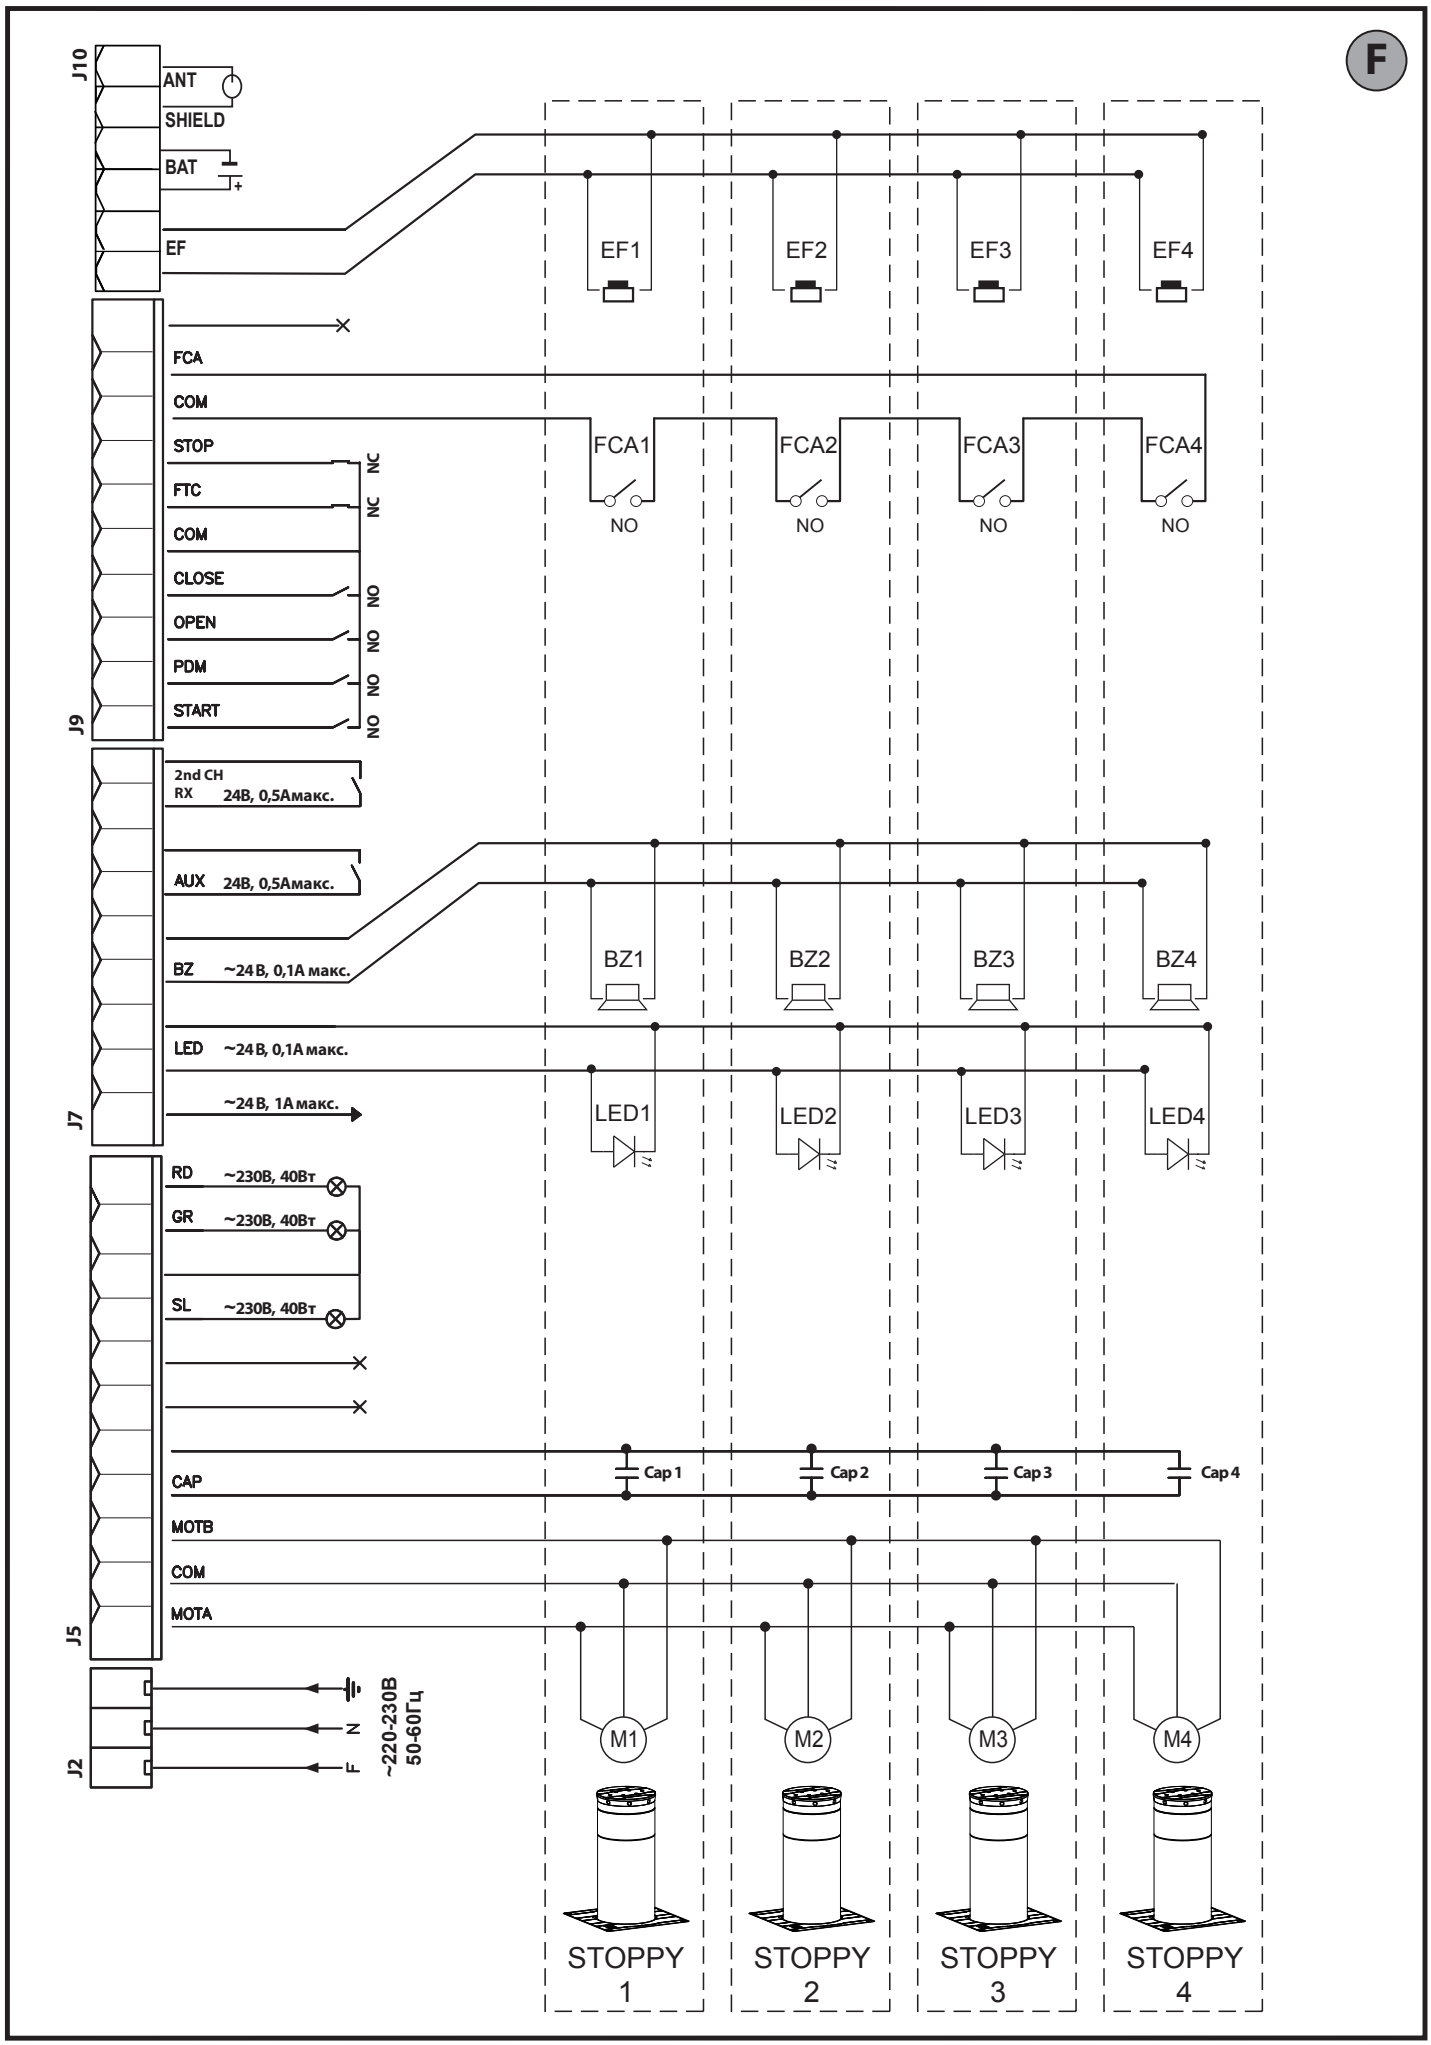 F
J10
ANT
SHIELD
BAT
+
EF
EF1
EF2
EF3
EF4
J9
FCA
COM
STOP
NC
FTC
NC
COM
CLOSE
NO
OPEN
NO
PDM
NO
START
NO
FCA1
FCA2
FCA3
FCA4
NO
NO
NO
NO
J7
2nd CH
RX 24В, 0,5Aмакс.
AUX 24В, 0,5Aмакс.
BZ ~24В, 0,1А макс.
BZ1
BZ2
BZ3
BZ4
LED ~24В, 0,1А макс.
~24В, 1А макс.
LED1
LED2
LED3
LED4
J5
RD ~230В, 40Вт
GR ~230В, 40Вт
SL ~230В, 40Вт
CAP
Cap 1
Cap 2
Cap 3
Cap 4
MOTB
COM
MOTA
J2
N
F
~220-230В
50-60Гц
M1
M2
M3
M4
STOPPY
1
STOPPY
2
STOPPY
3
STOPPY
4